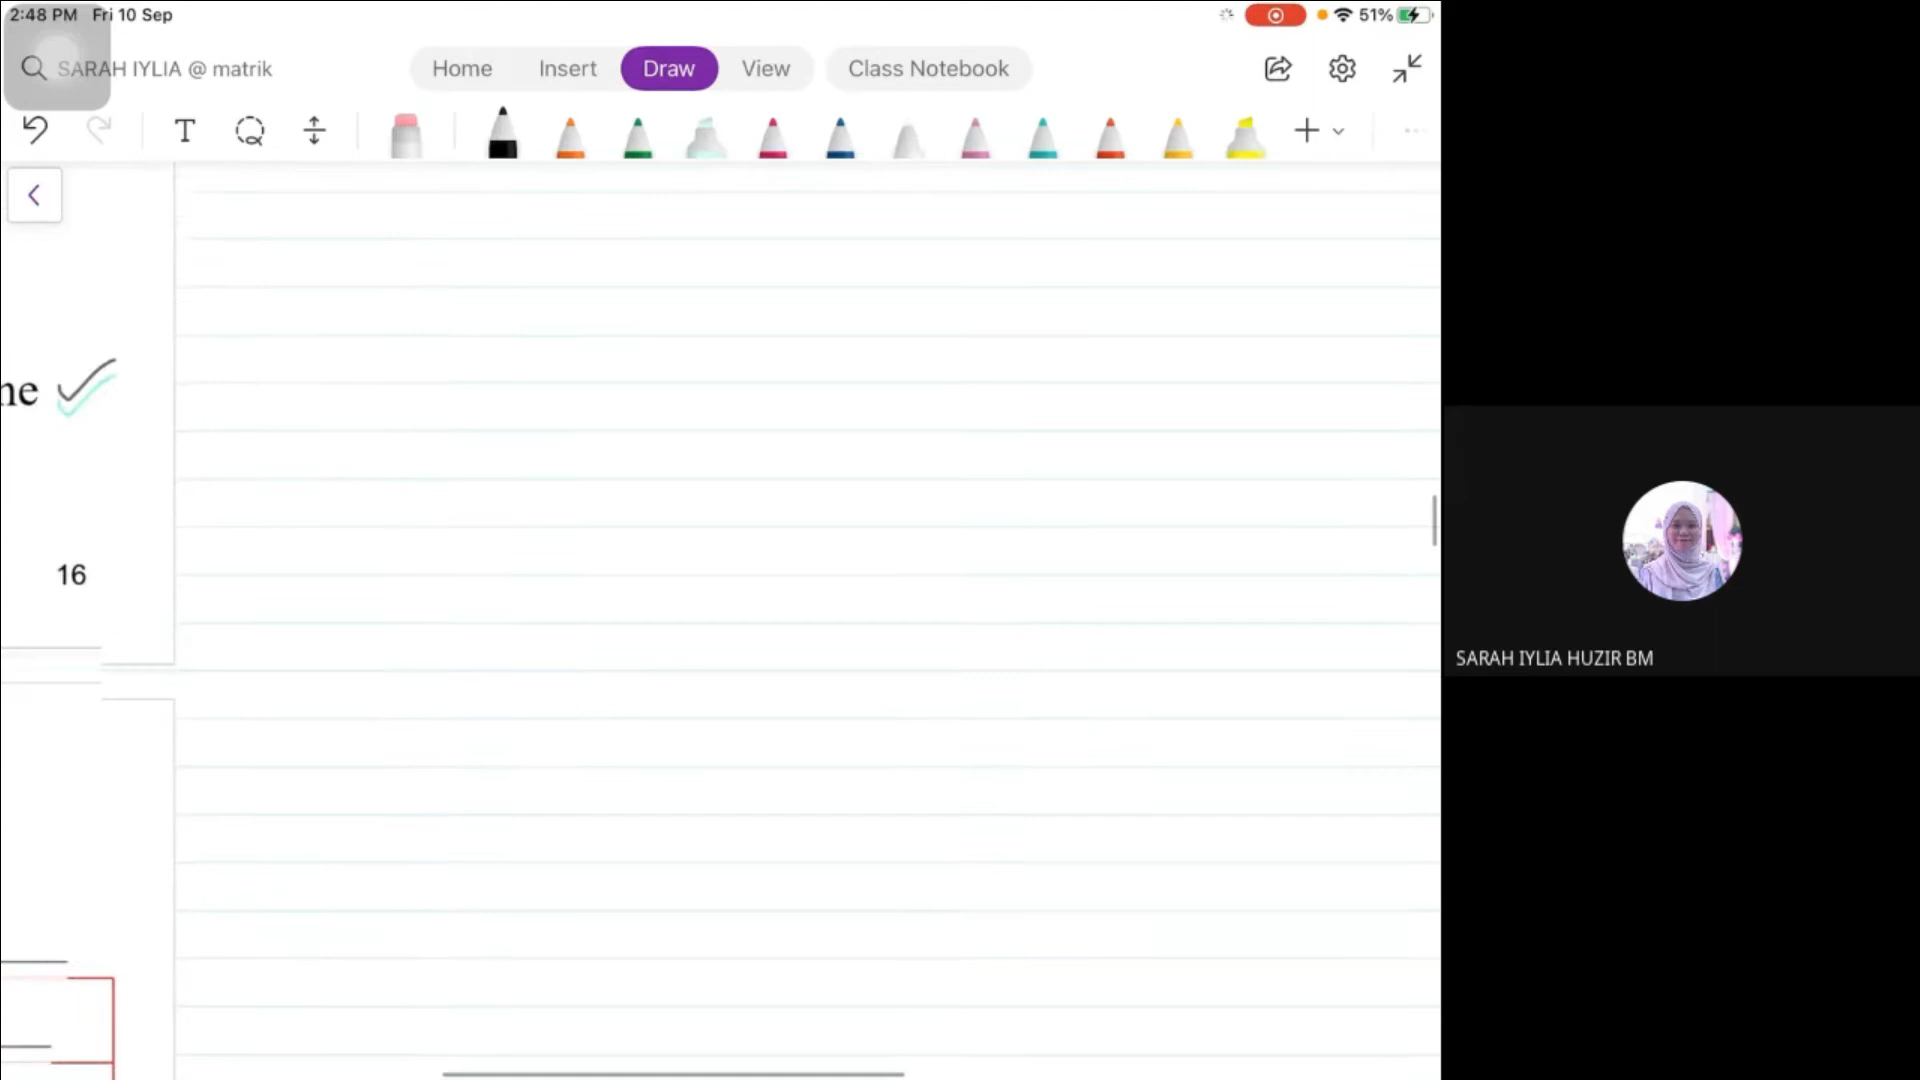 2:48 PM Fri 10 Sep
51%
SARAH IYLIA @ matrik
Home Insert Draw View Class Notebook
T
ne
16
SARAH IYLIA HUZIR BM